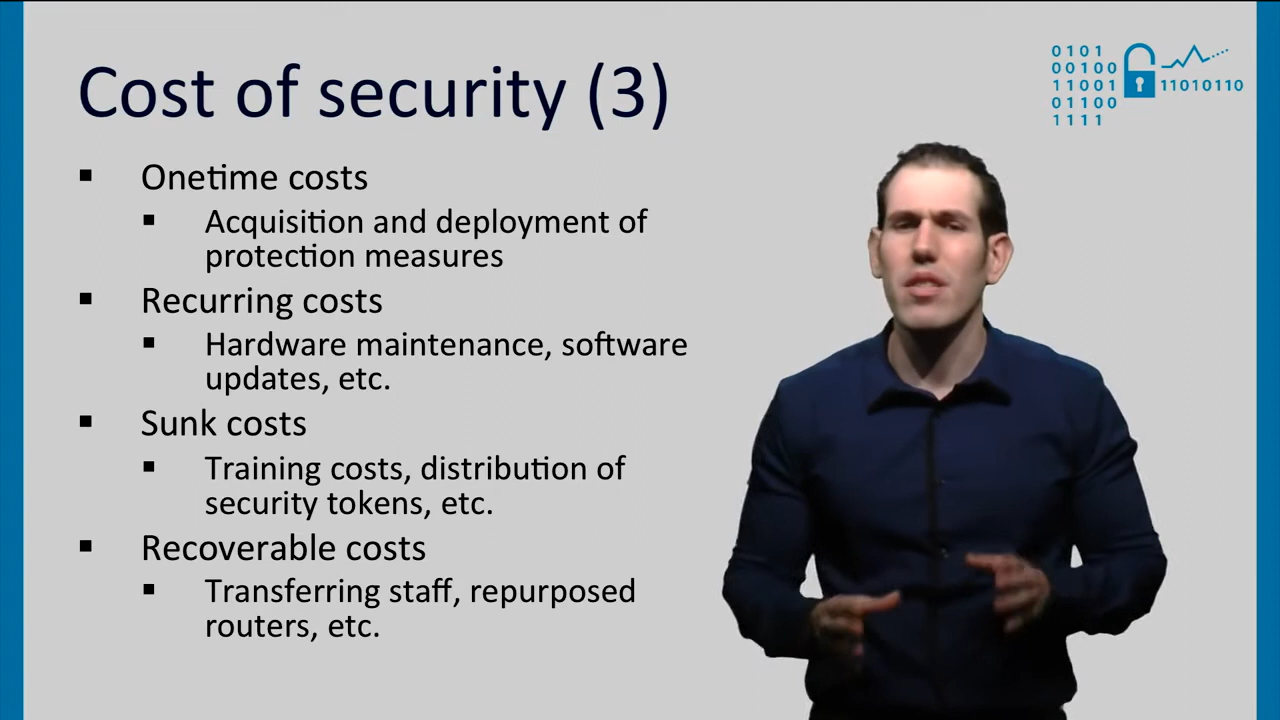 Cost of security (3)
▪ Onetime costs
▪ Acquisition and deployment of
protection measures
▪ Recurring costs
▪ Hardware maintenance, software
updates, etc.
▪ Sunk costs
▪ Training costs, distribution of
security tokens, etc.
▪ Recoverable costs
▪ Transferring staff, repurposed
routers, etc.
0101
00100
11001
01100
1111
11010110